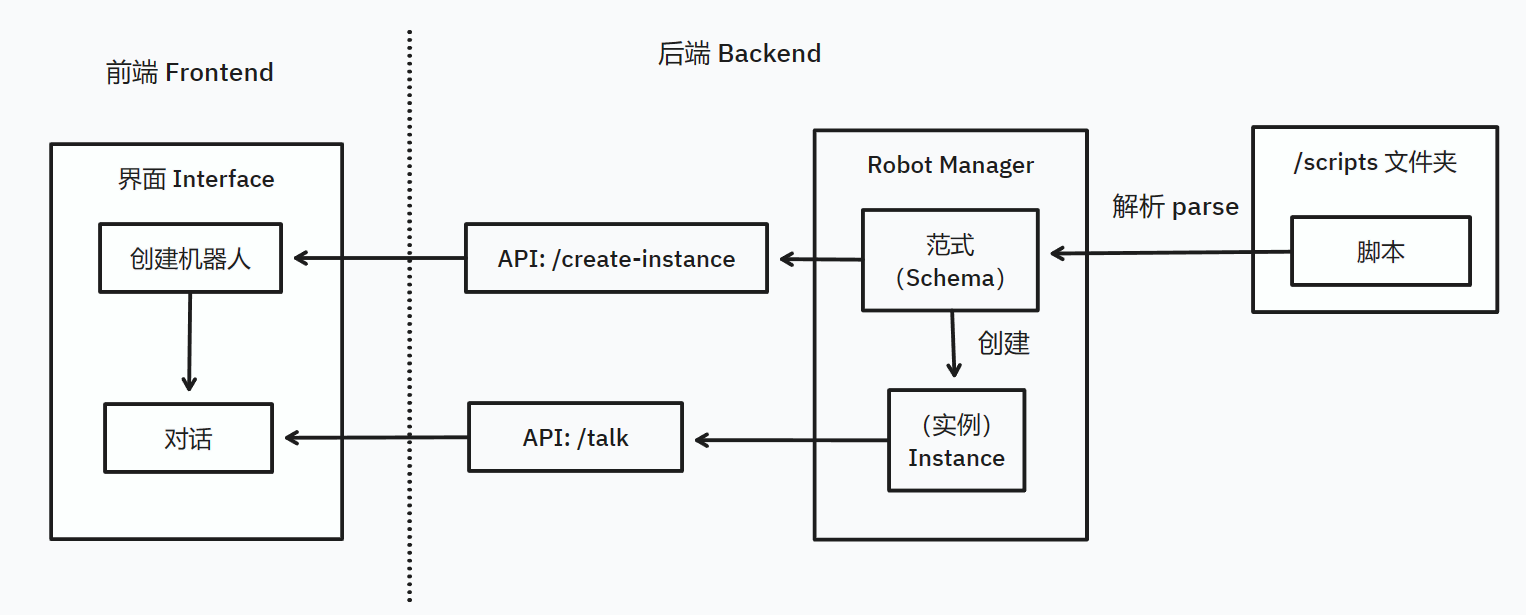 前端 Frontend
后端 Backend
界面 Interface
创建机器人
对话
API: /create-instance
API: /talk
Robot Manager
范式
（Schema）
创建
（实例）
Instance
解析 parse
/scripts 文件夹
脚本